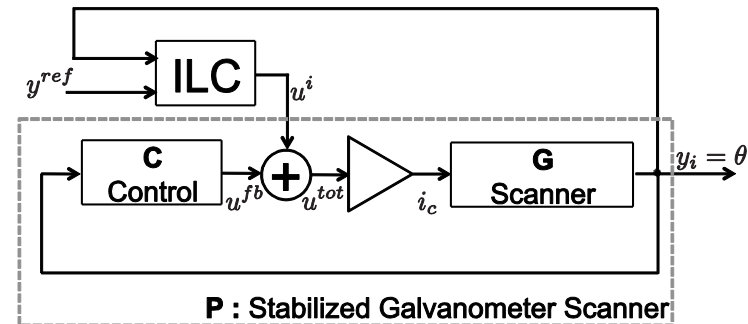 ILC
y^{ref}
u^i
C
Control
G
Scanner
y_i = θ
u^{fb}
+
u^{tot}
i_c
P : Stabilized Galvanometer Scanner